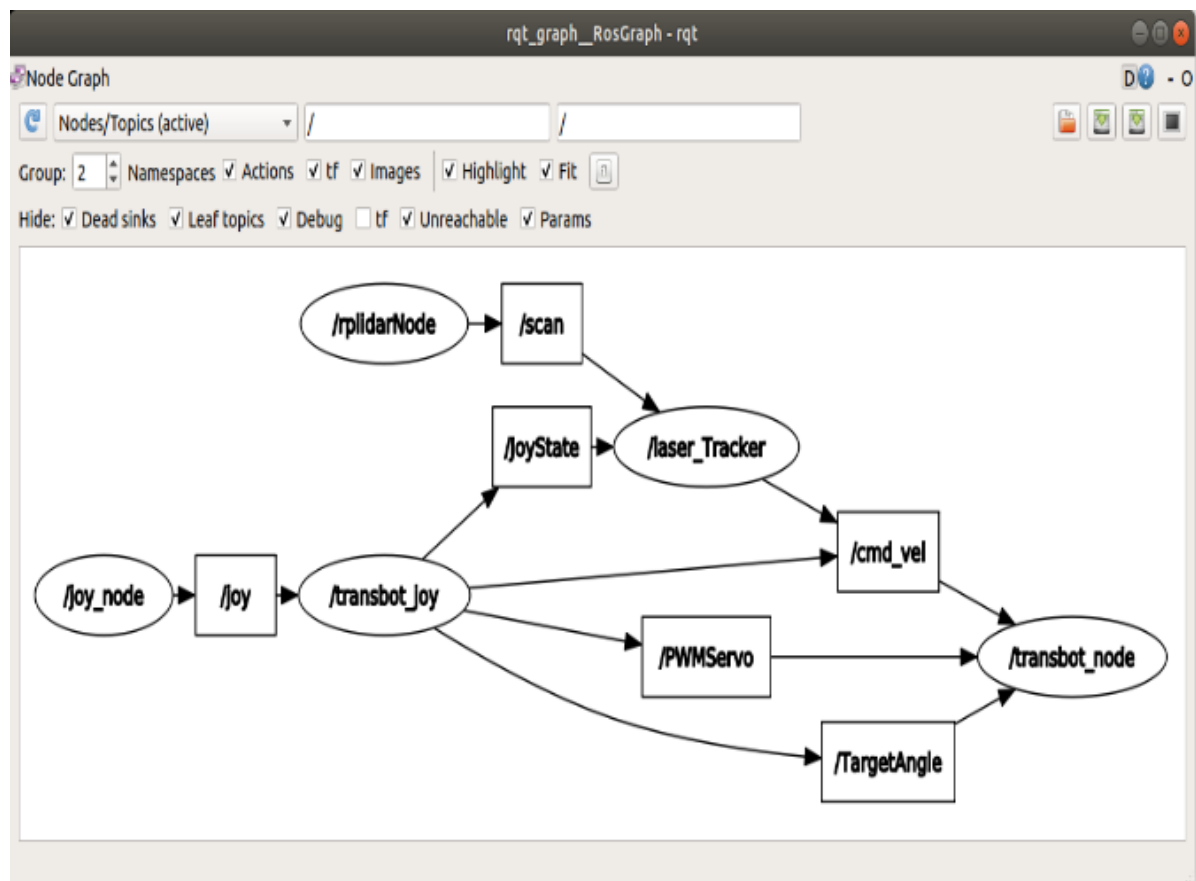 rqt_graph__RosGraph - rqt
Node Graph
D - O
Nodes/Topics (active) / /
Group: 2 Namespaces Actions tf Images Highlight Fit
Hide: Dead sinks Leaf topics Debug tf Unreachable Params
/rplidarNode /scan
/JoyState /laser_Tracker
/cmd_vel
/joy_node /joy /transbot_joy
/PWMServo /transbot_node
/TargetAngle